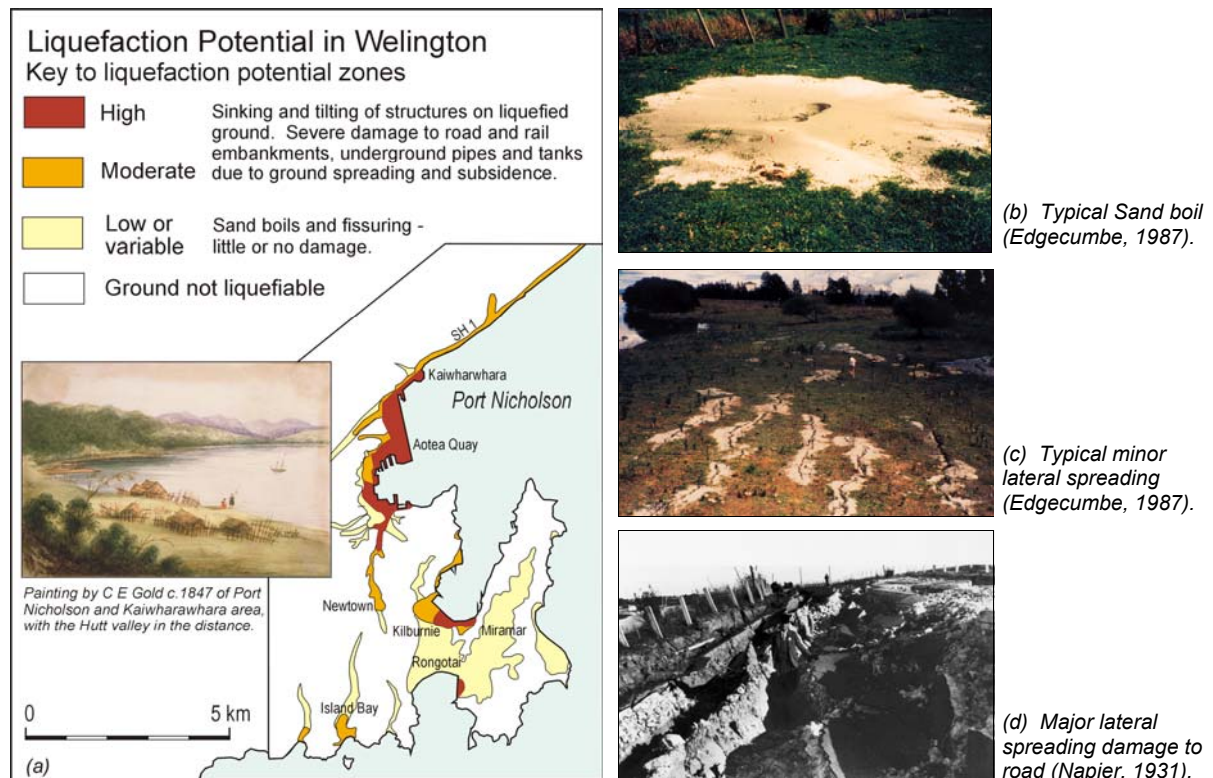 Liquefaction Potential in Welington
Key to liquefaction potential zones
High
Moderate
Sinking and tilting of structures on liquefied
ground. Severe damage to road and rail
embankments, underground pipes and tanks
due to ground spreading and subsidence.
Low or
variable
Sand boils and fissuring -
little or no damage.
Ground not liquefiable
SH 1
Kaiwharwhara
Port Nicholson
Aotea Quay
Newtown
Kilburnie
Miramar
Rongotai
Island Bay
Painting by C E Gold c.1847 of Port
Nicholson and Kaiwharawhara area,
with the Hutt valley in the distance.
0
5 km
(a)
(b) Typical Sand boil
(Edgecumbe, 1987).
(c) Typical minor
lateral spreading
(Edgecumbe, 1987).
(d) Major lateral
spreading damage to
road (Napier, 1931).